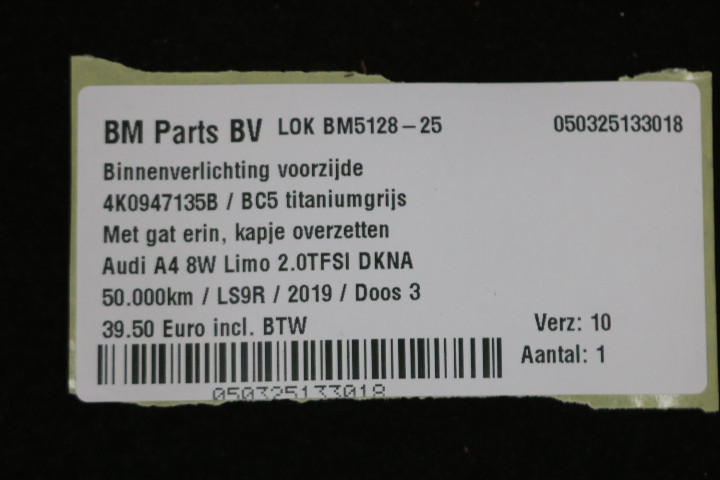 BM Parts BV LOK BM5128-25 050325133018
Binnenverlichting voorzijde
4K0947135B / BC5 titaniumgrijs
Met gat erin, kapje overzetten
Audi A4 8W Limo 2.0TFSI DKNA
50.000km / LS9R / 2019 / Doos 3
39.50 Euro incl. BTW Verz: 10
Aantal: 1
050325133018